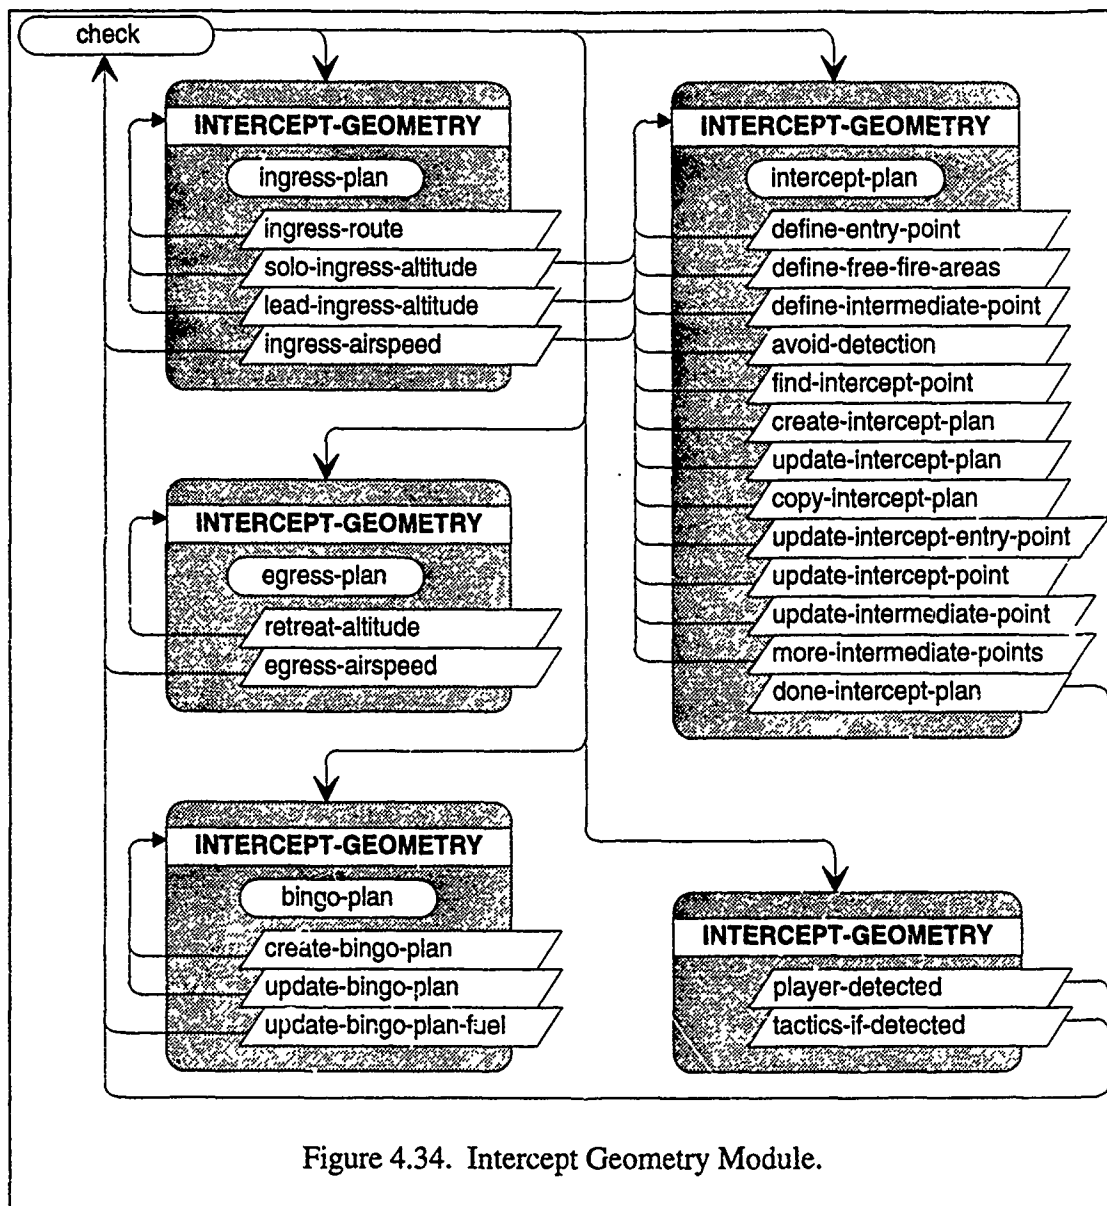 check
INTERCEPT-GEOMETRY
ingress-plan
ingress-route
solo-ingress-altitude
lead-ingress-altitude
ingress-airspeed
INTERCEPT-GEOMETRY
intercept-plan
define-entry-point
define-free-fire-areas
define-intermediate-point
avoid-detection
find-intercept-point
create-intercept-plan
update-intercept-plan
copy-intercept-plan
update-intercept-entry-point
update-intercept-point
update-intermediate-point
more-intermediate-points
done-intercept-plan
INTERCEPT-GEOMETRY
egress-plan
retreat-altitude
egress-airspeed
INTERCEPT-GEOMETRY
bingo-plan
create-bingo-plan
update-bingo-plan
update-bingo-plan-fuel
INTERCEPT-GEOMETRY
player-detected
tactics-if-detected
Figure 4.34. Intercept Geometry Module.